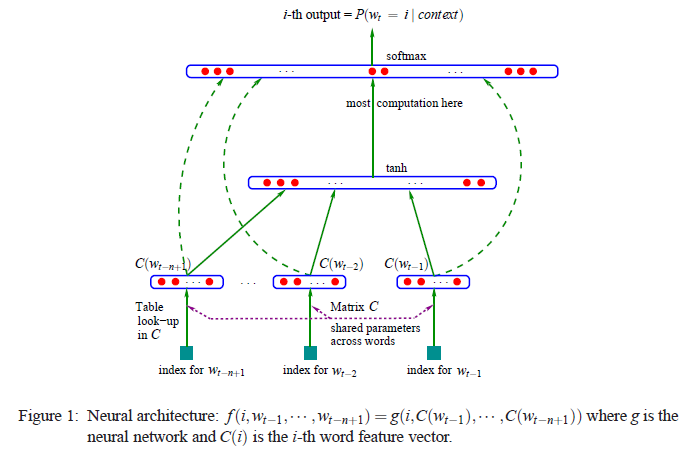 i-th output = P(w_t = i | context)
softmax
. . .
. . .
most computation here
tanh
. . .
. . .
C(w_{t−n+1})
C(w_{t−2})
C(w_{t−1})
. . .
. . .
. . .
. . .
Table
look−up
in C
Matrix C
shared parameters
across words
index for w_{t−n+1}
index for w_{t−2}
index for w_{t−1}
Figure 1: Neural architecture: f(i,w_{t−1},⋯,w_{t−n+1}) = g(i,C(w_{t−1}),⋯,C(w_{t−n+1})) where g is the
neural network and C(i) is the i-th word feature vector.